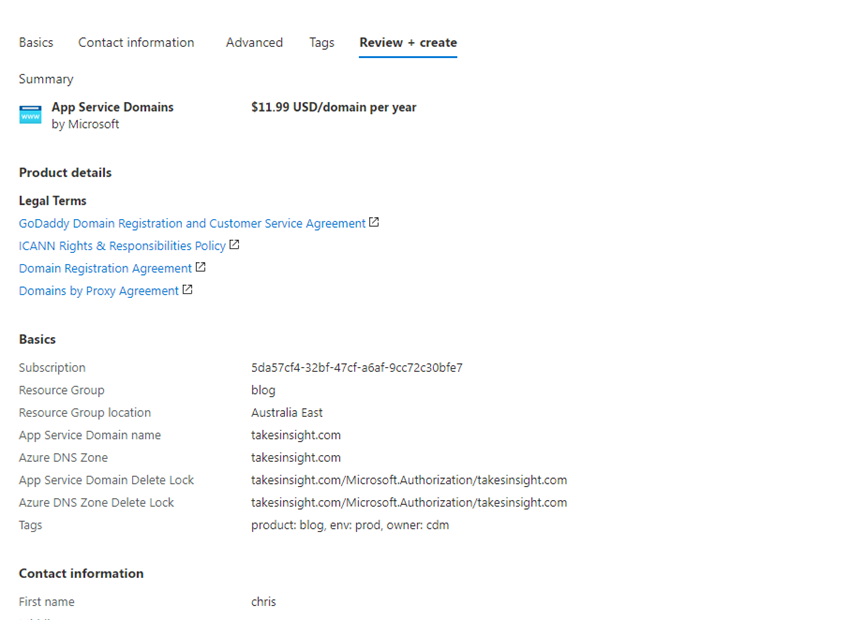 Basics Contact information Advanced Tags Review + create
Summary
App Service Domains $11.99 USD/domain per year
www by Microsoft
Product details
Legal Terms
GoDaddy Domain Registration and Customer Service Agreement
ICANN Rights & Responsibilities Policy
Domain Registration Agreement
Domains by Proxy Agreement
Basics
Subscription 5da57cf4-32bf-47cf-a6af-9cc72c30bfe7
Resource Group blog
Resource Group location Australia East
App Service Domain name takesinsight.com
Azure DNS Zone takesinsight.com
App Service Domain Delete Lock takesinsight.com/Microsoft.Authorization/takesinsight.com
Azure DNS Zone Delete Lock takesinsight.com/Microsoft.Authorization/takesinsight.com
Tags product: blog, env: prod, owner: cdm
Contact information
First name chris